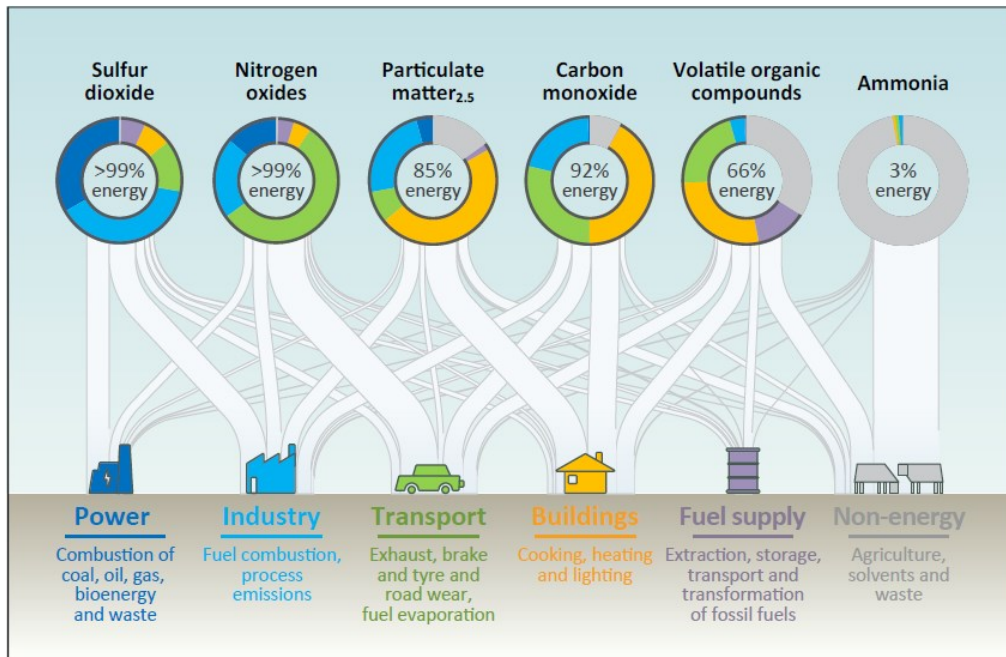 Sulfur
dioxide
Nitrogen
oxides
Particulate
matter2.5
Carbon
monoxide
Volatile organic
compounds
Ammonia
>99%
energy
>99%
energy
85%
energy
92%
energy
66%
energy
3%
energy
Power
Combustion of
coal, oil, gas,
bioenergy
and waste
Industry
Fuel combustion,
process
emissions
Transport
Exhaust, brake
and tyre and
road wear,
fuel evaporation
Buildings
Cooking, heating
and lighting
Fuel supply
Extraction, storage,
transport and
transformation
of fossil fuels
Non-energy
Agriculture,
solvents and
waste